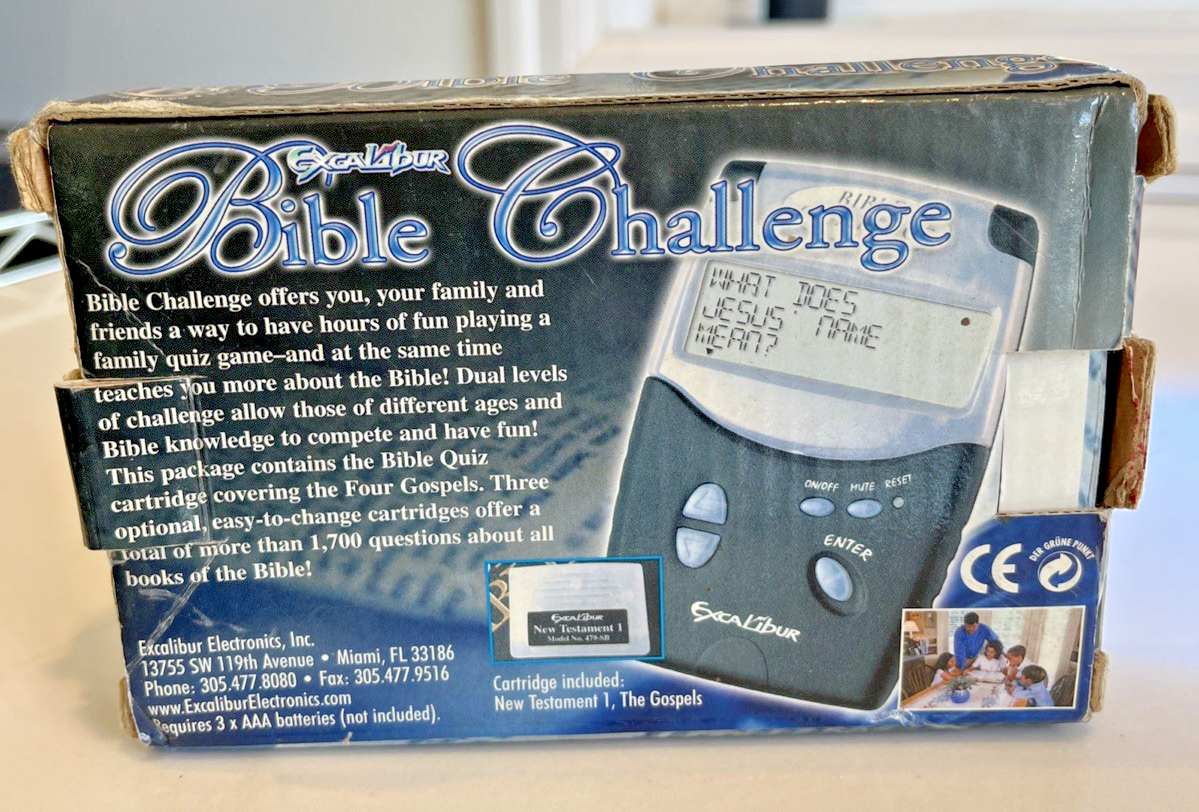 Bible Challenge
EXCALIBUR
Bible Challenge
BIBLE
WHAT DOES
JESUS' NAME
MEAN?
Bible Challenge offers you, your family and
friends a way to have hours of fun playing a
family quiz game–and at the same time
teaches you more about the Bible! Dual levels
of challenge allow those of different ages and
Bible knowledge to compete and have fun!
This package contains the Bible Quiz
cartridge covering the Four Gospels. Three
optional, easy-to-change cartridges offer a
total of more than 1,700 questions about all
books of the Bible!
ON/OFF MUTE RESET
ENTER
EXCALIBUR
CE
DER GRÜNE PUNKT
EXCALIBUR
New Testament 1
Model No. 479-SB
Cartridge included:
New Testament 1, The Gospels
Excalibur Electronics, Inc.
13755 SW 119th Avenue • Miami, FL 33186
Phone: 305.477.8080 • Fax: 305.477.9516
www.ExcaliburElectronics.com
Requires 3 x AAA batteries (not included).